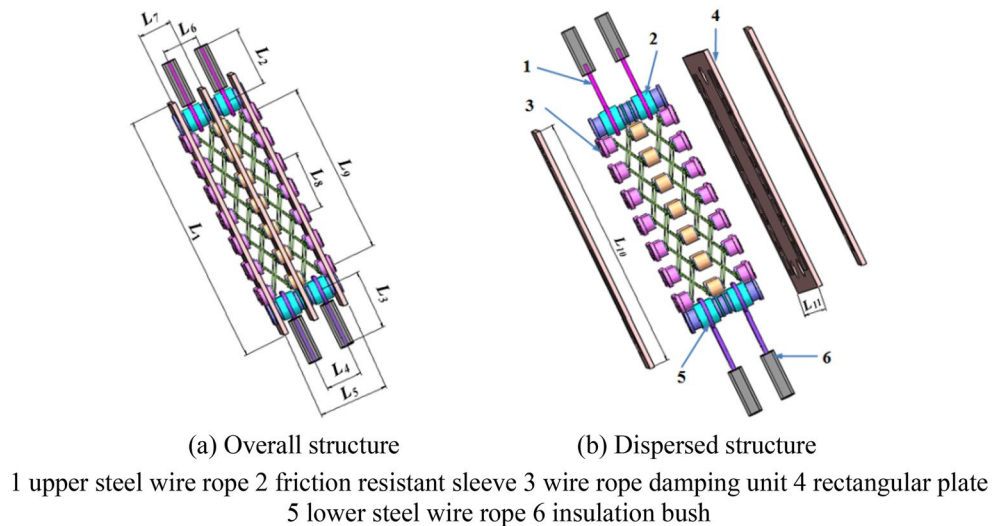 L7
L6
L2
L1
L8
L9
L3
L4
L5
1
2
3
4
L10
L11
5
6
(a) Overall structure
(b) Dispersed structure
1 upper steel wire rope 2 friction resistant sleeve 3 wire rope damping unit 4 rectangular plate
5 lower steel wire rope 6 insulation bush